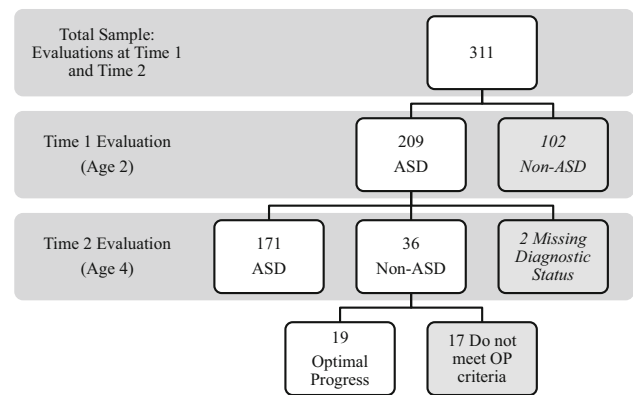 Total Sample:
Evaluations at Time 1
and Time 2
311
Time 1 Evaluation
(Age 2)
209
ASD
102
Non-ASD
Time 2 Evaluation
(Age 4)
171
ASD
36
Non-ASD
2 Missing
Diagnostic
Status
19
Optimal
Progress
17 Do not
meet OP
criteria